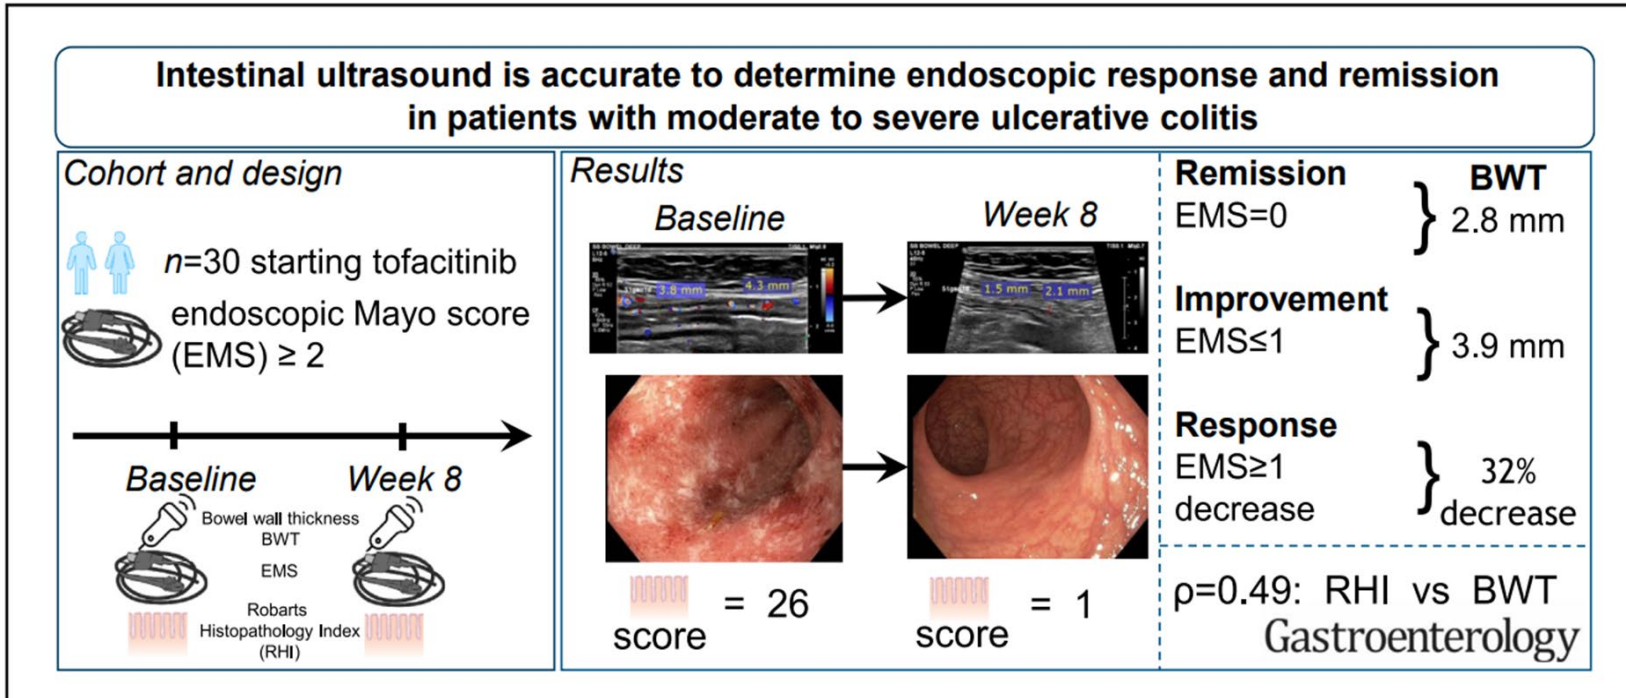 Intestinal ultrasound is accurate to determine endoscopic response and remission
in patients with moderate to severe ulcerative colitis
Cohort and design
n=30 starting tofacitinib
endoscopic Mayo score
(EMS) ≥ 2
Baseline
Week 8
Bowel wall thickness
BWT
EMS
Robarts
Histopathology Index
(RHI)
Results
Baseline
Week 8
3.8 mm
4.3 mm
1.5 mm
2.1 mm
= 26
score
= 1
score
Remission
EMS=0
BWT
2.8 mm
Improvement
EMS≤1
3.9 mm
Response
EMS≥1
decrease
32%
decrease
ρ=0.49: RHI vs BWT
Gastroenterology